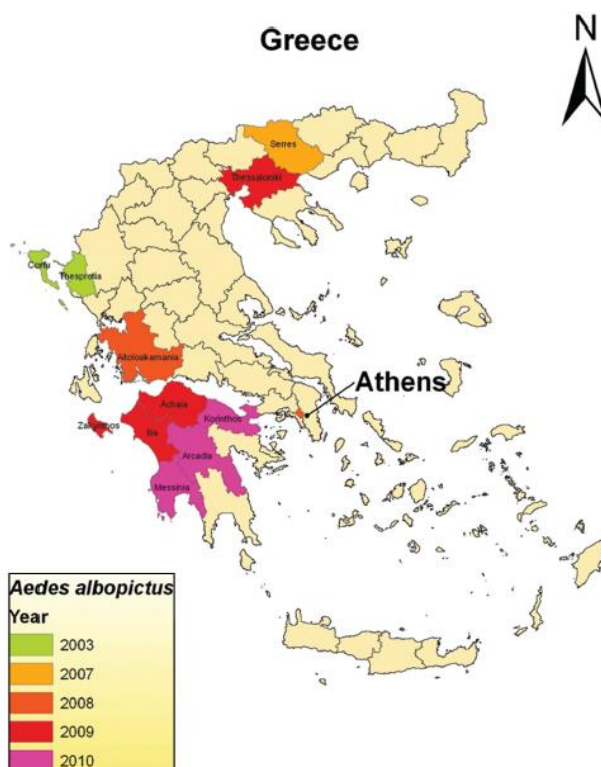 Greece
N
Serres
Thessaloniki
Corfu
Thesprotia
Aitoloakarnania
Athens
Achaia
Korinthos
Zakynthos
Ilia
Arcadia
Messinia
Aedes albopictus
Year
2003
2007
2008
2009
2010